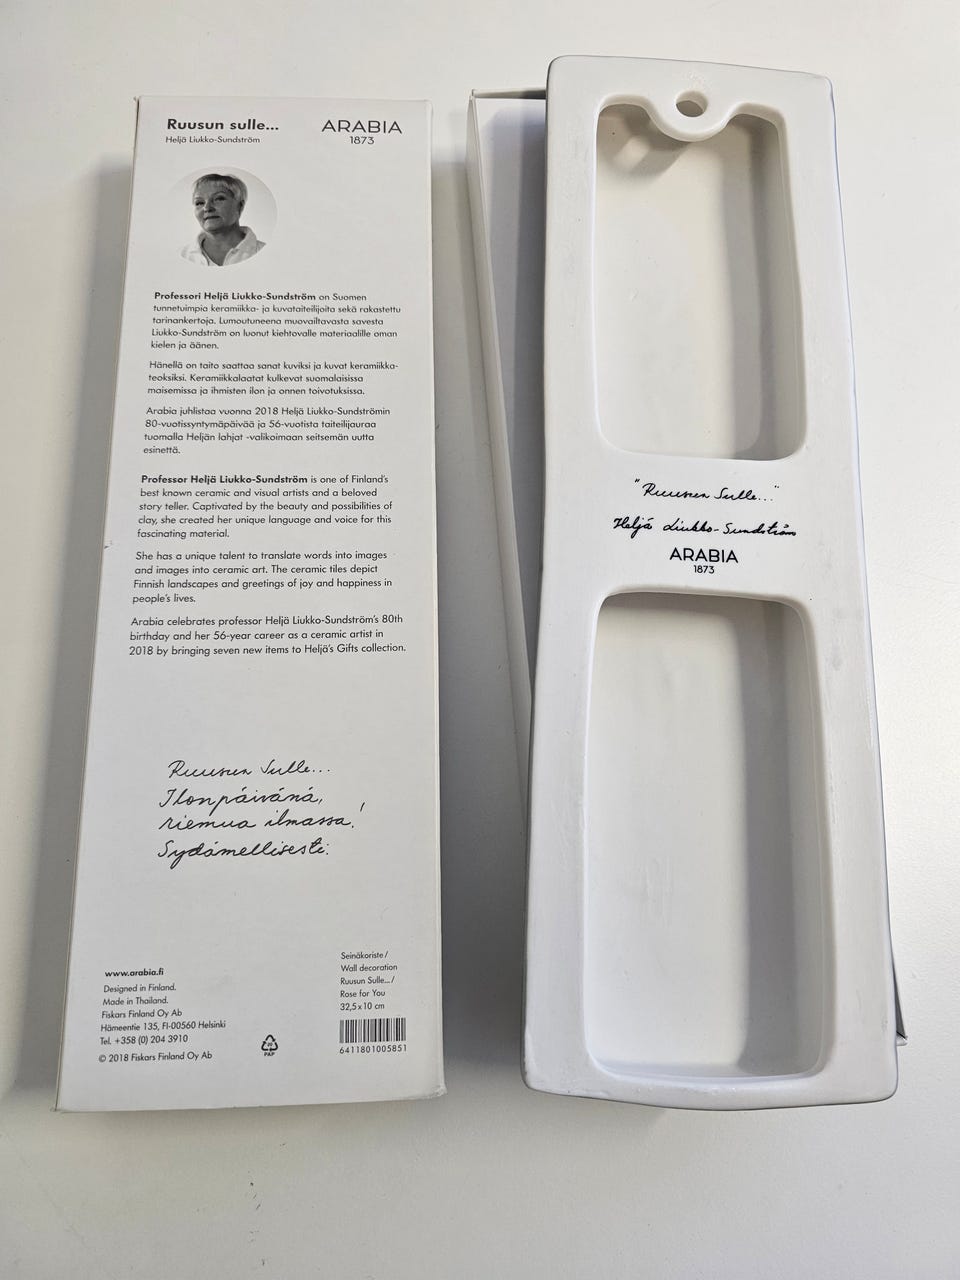 Ruusun sulle...
Heljä Liukko-Sundström
ARABIA
1873
Professori Heljä Liukko-Sundström on Suomen
tunnetuimpia keramiikka- ja kuvataiteilijoita sekä rakastettu
tarinankertoja. Lumoutuneena muovailtavasta savesta
Liukko-Sundström on luonut kiehtovalle materiaalille oman
kielen ja äänen.
Hänellä on taito saattaa sanat kuviksi ja kuvat keramiikka-
teoksiksi. Keramiikkalaatat kulkevat suomalaisissa
maisemissa ja ihmisten ilon ja onnen toivotuksissa.
Arabia juhlistaa vuonna 2018 Heljä Liukko-Sundströmin
80-vuotissyntymäpäivää ja 56-vuotista taiteilijauraa
tuomalla Heljän lahjat -valikoimaan seitsemän uutta
esinettä.
Professor Heljä Liukko-Sundström is one of Finland's
best known ceramic and visual artists and a beloved
story teller. Captivated by the beauty and possibilities of
clay, she created her unique language and voice for this
fascinating material.
She has a unique talent to translate words into images
and images into ceramic art. The ceramic tiles depict
Finnish landscapes and greetings of joy and happiness in
people's lives.
Arabia celebrates professor Heljä Liukko-Sundström's 80th
birthday and her 56-year career as a ceramic artist in
2018 by bringing seven new items to Heljä's Gifts collection.
Ruusun Sulle...
Ilonpäivänä,
riemua ilmassa!
Sydämellisesti:
www.arabia.fi
Designed in Finland.
Made in Thailand.
Fiskars Finland Oy Ab
Hämeentie 135, FI-00560 Helsinki
Tel. +358 (0) 204 3910
© 2018 Fiskars Finland Oy Ab
PAP
Seinäkoriste /
Wall decoration
Ruusun Sulle... /
Rose for You
32,5 x 10 cm
6411801005851
"Ruusun Sulle..."
Heljä Liukko-Sundström
ARABIA
1873